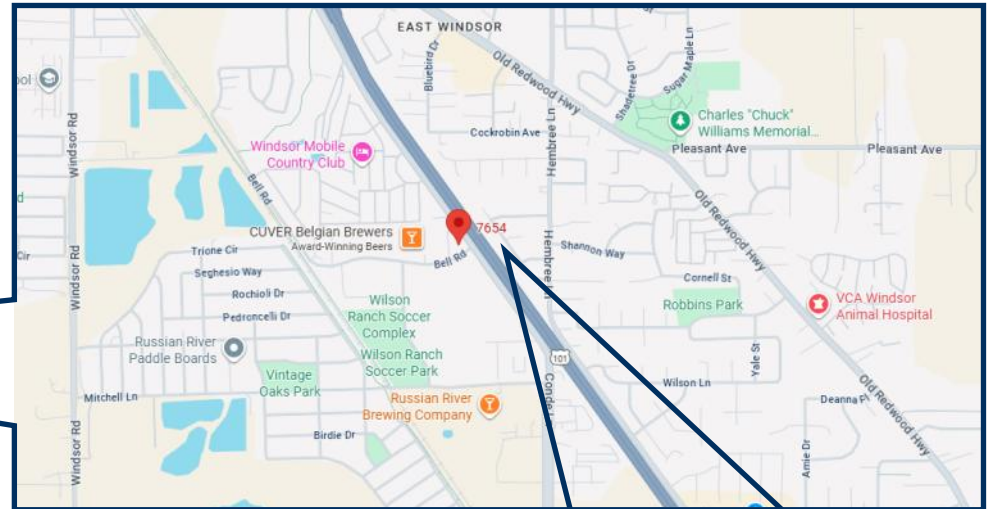 EAST WINDSOR
Bluebird Dr
Old Redwood Hwy
Shadetree Dr
Sugar Maple Ln
ool
Windsor Rd
Charles "Chuck"
Williams Memorial...
Cockrobin Ave
Hembree Ln
Pleasant Ave
Pleasant Ave
Windsor Mobile
Country Club
Bell Rd
d
Old Redwood Hwy
CUVER Belgian Brewers
Award-Winning Beers
7654
Cir
Trione Cir
Bell Rd
Shannon Way
Hembree Ln
Seghesio Way
Cornell St
Windsor Rd
Rochioli Dr
Wilson
Ranch Soccer
Complex
Robbins Park
VCA Windsor
Animal Hospital
Pedroncelli Dr
Russian River
Paddle Boards
Wilson Ranch
Soccer Park
101
Yale St
Vintage
Oaks Park
Wilson Ln
Mitchell Ln
Russian River
Brewing Company
Conde
Deanna
Old Redwood Hwy
Birdie Dr
Windsor Rd
Amie Dr